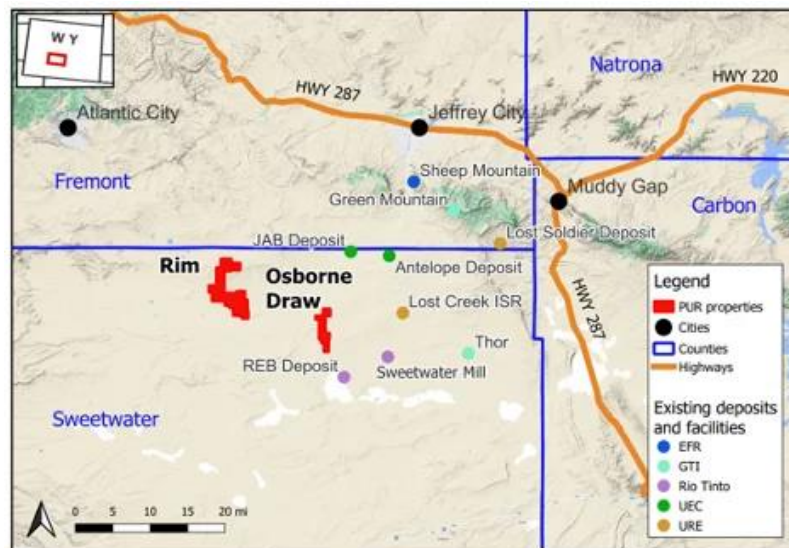 W Y
HWY 287
Natrona
HWY 220
Atlantic City
Jeffrey City
Sheep Mountain
Fremont
Green Mountain
Muddy Gap
Carbon
JAB Deposit
Lost Soldier Deposit
Rim
Osborne
Draw
Antelope Deposit
Lost Creek ISR
HWY 287
Thor
REB Deposit
Sweetwater Mill
Sweetwater
Legend
PUR properties
Cities
Counties
Highways
Existing deposits
and facilities
EFR
GTI
Rio Tinto
UEC
URE
0 5 10 15 20 mi